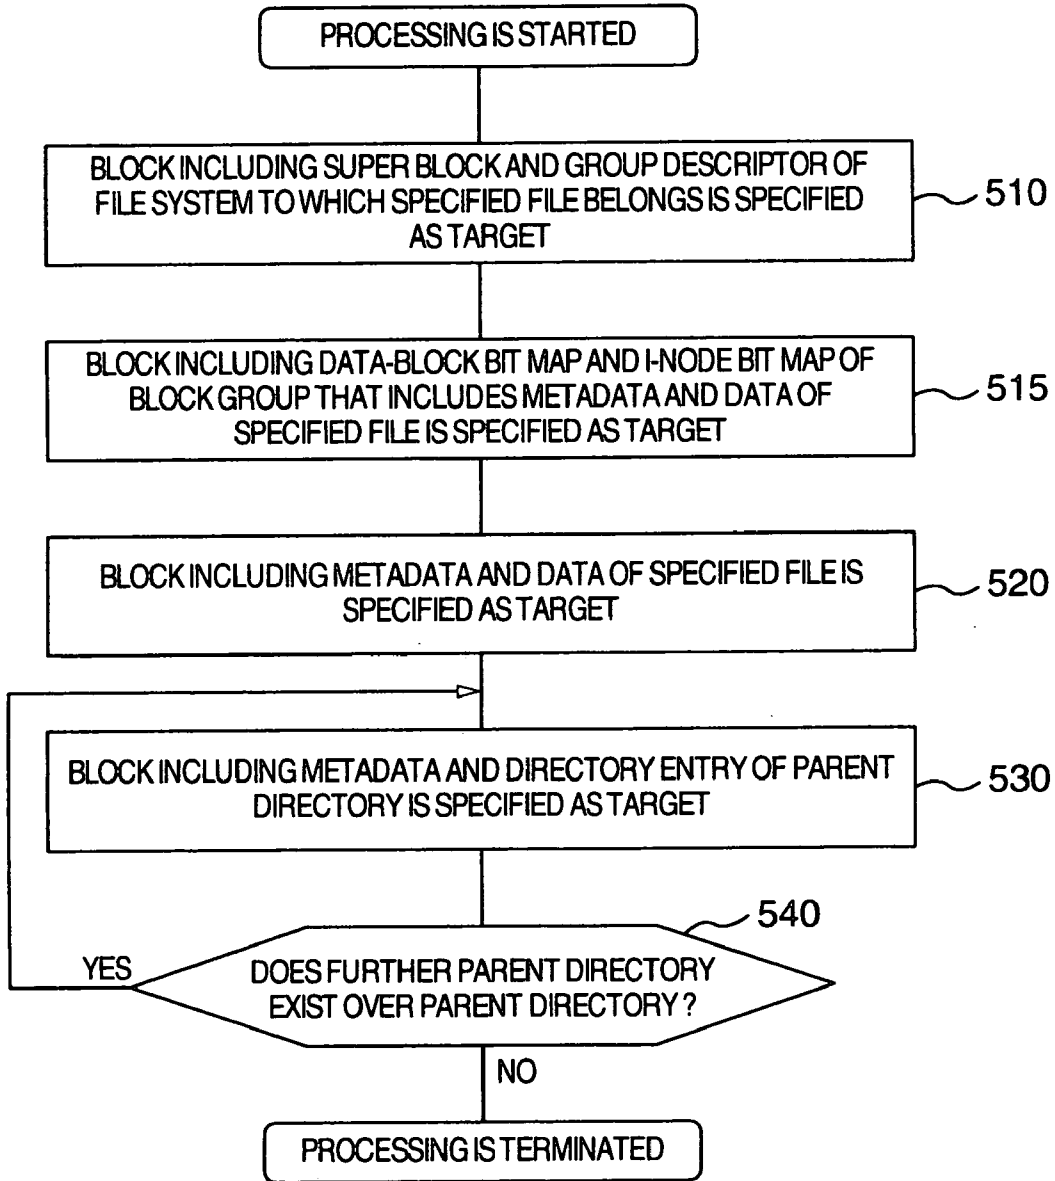 PROCESSING IS STARTED
BLOCK INCLUDING SUPER BLOCK AND GROUP DESCRIPTOR OF
FILE SYSTEM TO WHICH SPECIFIED FILE BELONGS IS SPECIFIED
AS TARGET
510
BLOCK INCLUDING DATA-BLOCK BIT MAP AND I-NODE BIT MAP OF
BLOCK GROUP THAT INCLUDES METADATA AND DATA OF
SPECIFIED FILE IS SPECIFIED AS TARGET
515
BLOCK INCLUDING METADATA AND DATA OF SPECIFIED FILE IS
SPECIFIED AS TARGET
520
BLOCK INCLUDING METADATA AND DIRECTORY ENTRY OF PARENT
DIRECTORY IS SPECIFIED AS TARGET
530
540
YES
DOES FURTHER PARENT DIRECTORY
EXIST OVER PARENT DIRECTORY ?
NO
PROCESSING IS TERMINATED